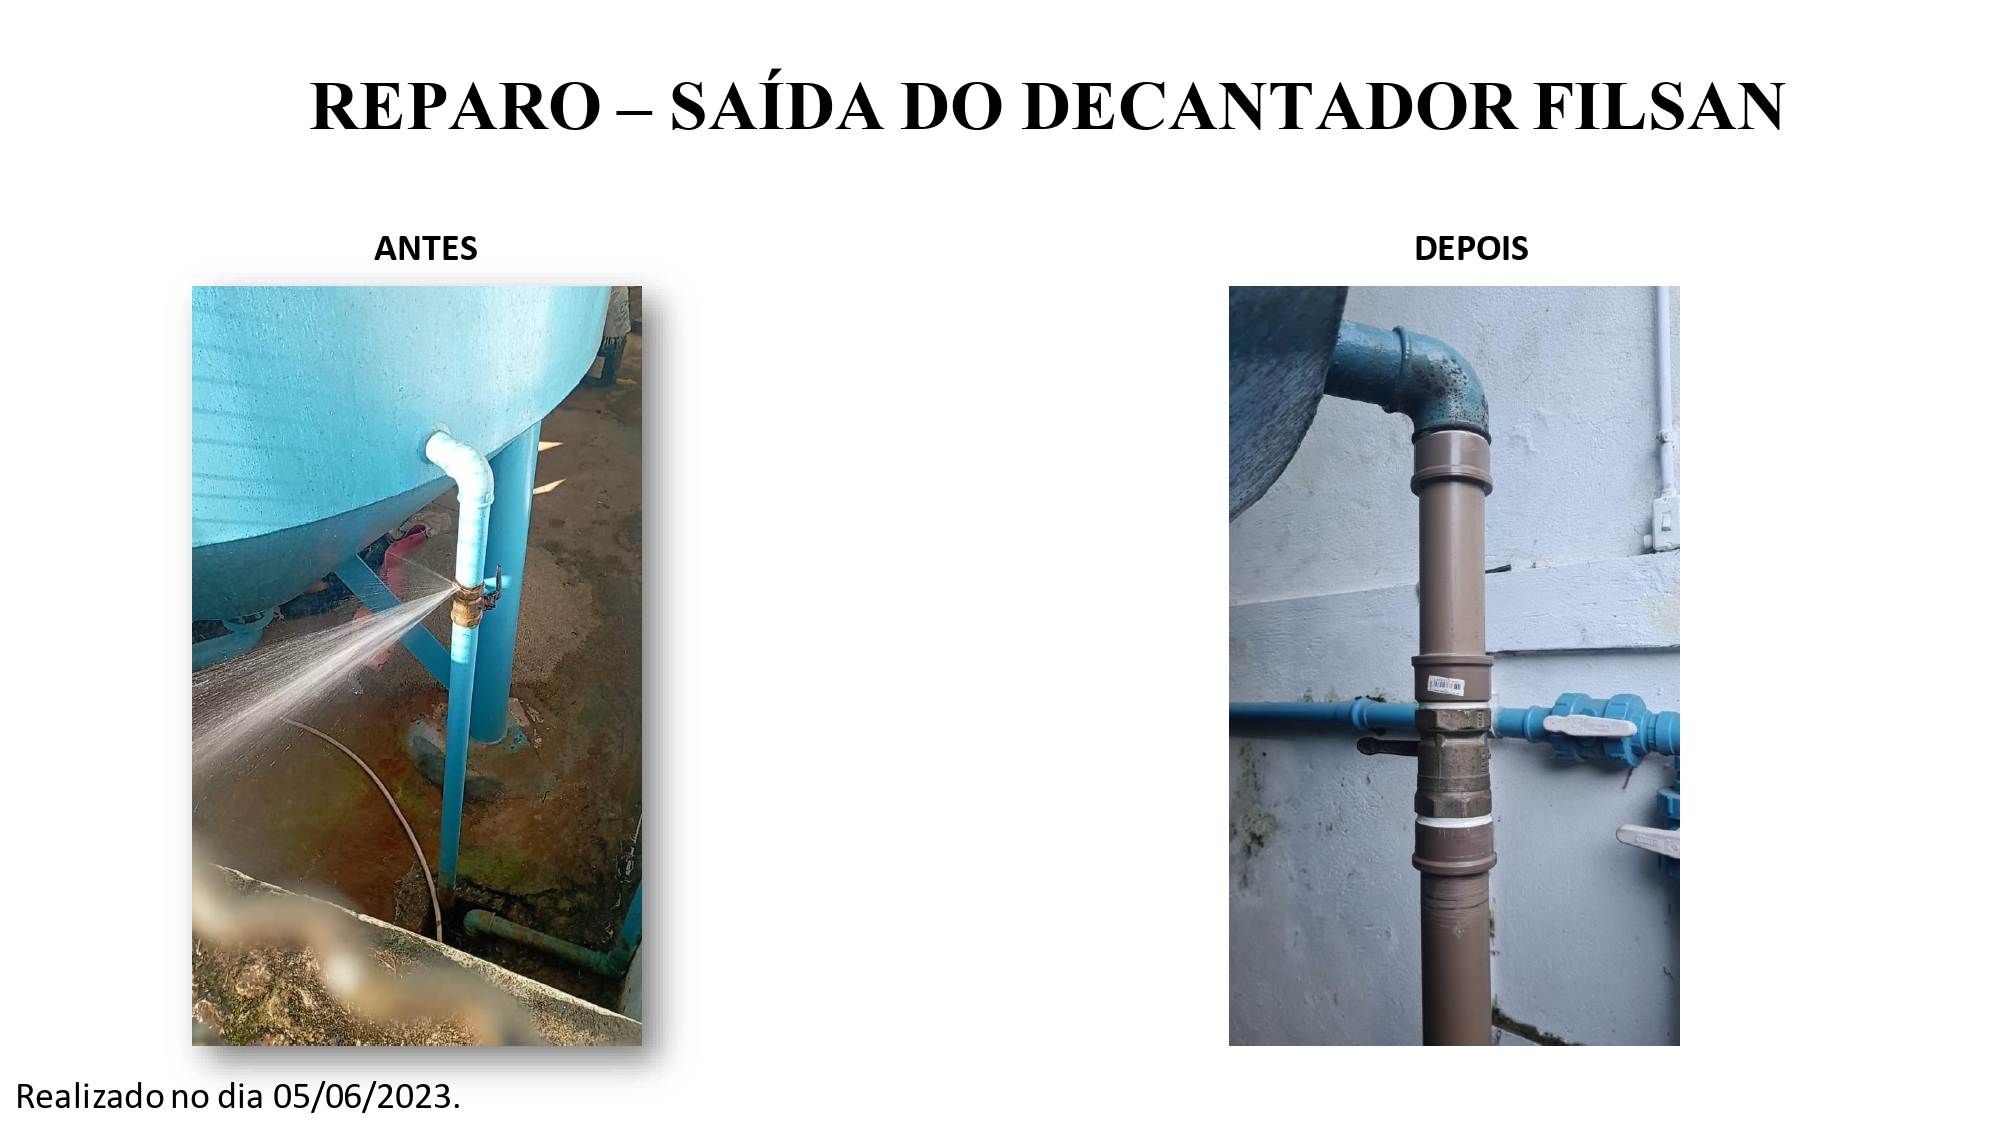 REPARO – SAÍDA DO DECANTADOR FILSAN
ANTES
DEPOIS
Realizado no dia 05/06/2023.